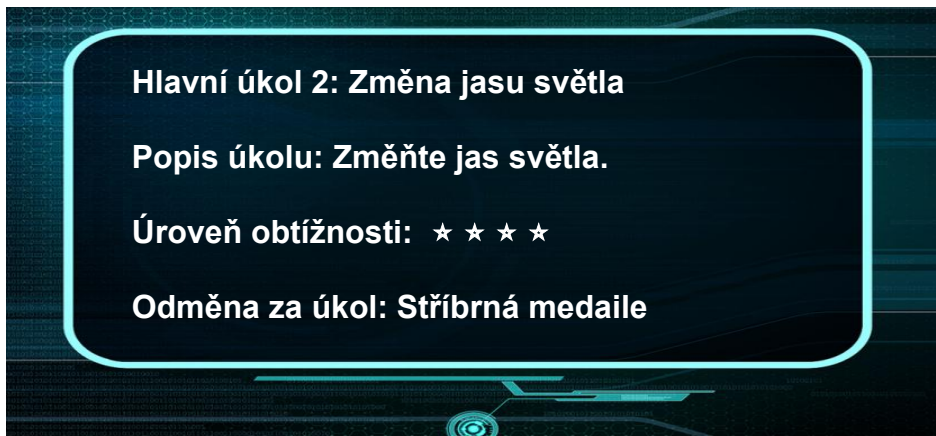 Hlavní úkol 2: Změna jasu světla
Popis úkolu: Změňte jas světla.
Úroveň obtížnosti: ★ ★ ★ ★
Odměna za úkol: Stříbrná medaile